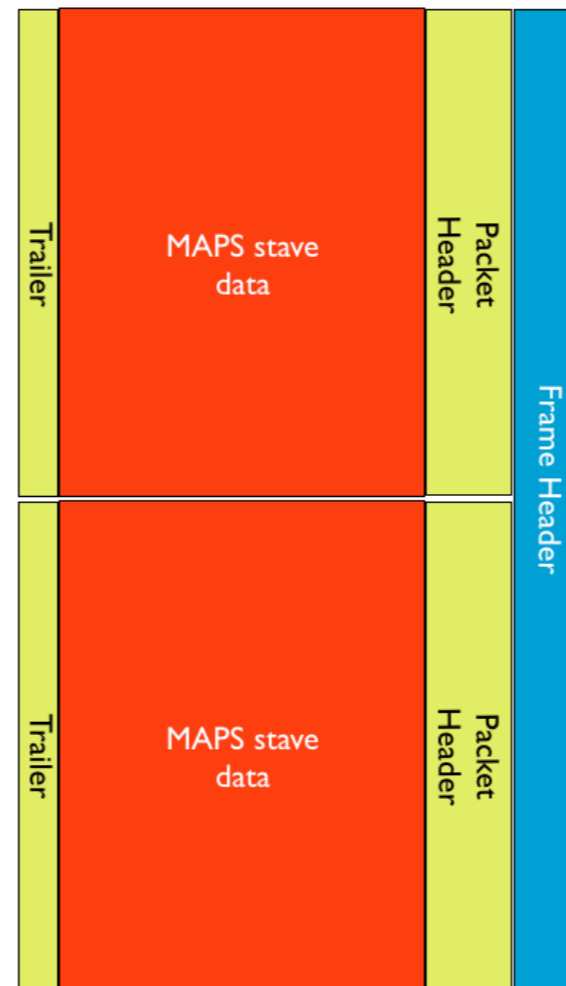 Trailer
MAPS stave
data
Packet
Header
Frame Header
Trailer
MAPS stave
data
Packet
Header